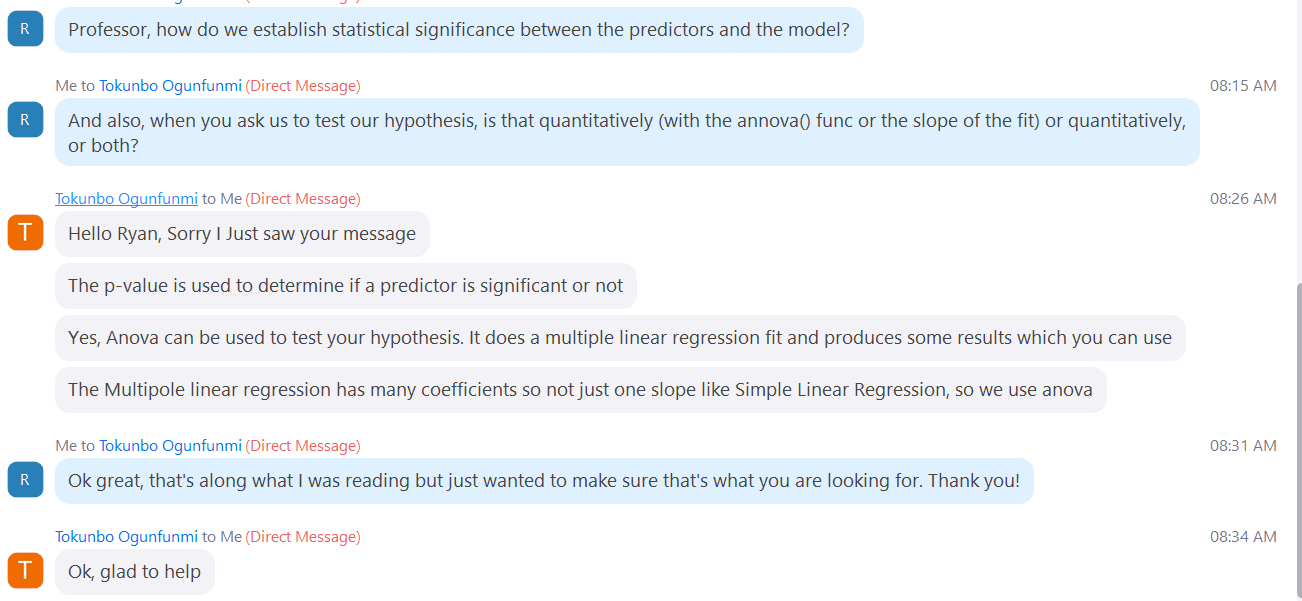 R
Professor, how do we establish statistical significance between the predictors and the model?
Me to Tokunbo Ogunfunmi (Direct Message) 08:15 AM
R
And also, when you ask us to test our hypothesis, is that quantitatively (with the annova() func or the slope of the fit) or quantitatively,
or both?
Tokunbo Ogunfunmi to Me (Direct Message) 08:26 AM
T
Hello Ryan, Sorry I Just saw your message
The p-value is used to determine if a predictor is significant or not
Yes, Anova can be used to test your hypothesis. It does a multiple linear regression fit and produces some results which you can use
The Multipole linear regression has many coefficients so not just one slope like Simple Linear Regression, so we use anova
Me to Tokunbo Ogunfunmi (Direct Message) 08:31 AM
R
Ok great, that's along what I was reading but just wanted to make sure that's what you are looking for. Thank you!
Tokunbo Ogunfunmi to Me (Direct Message) 08:34 AM
T
Ok, glad to help